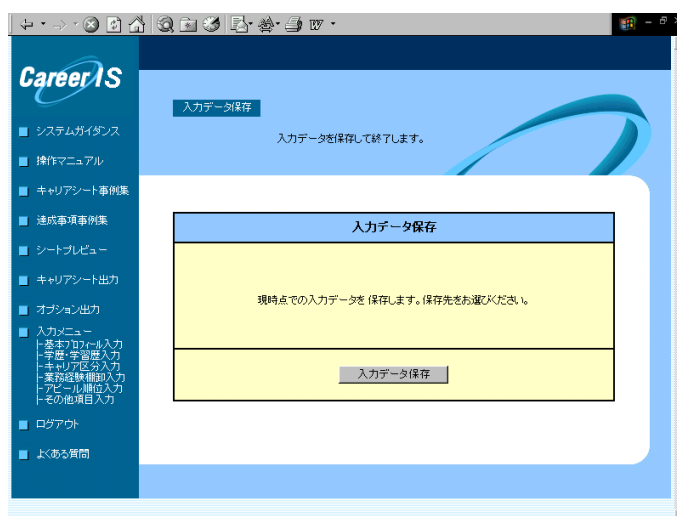 CareerIS
システムガイダンス
操作マニュアル
キャリアシート事例集
達成事項事例集
シートプレビュー
キャリアシート出力
オプション出力
入力メニュー
├基本プロフィール入力
├学歴・学習歴入力
├キャリア区分入力
├業務経験棚卸入力
├アピール順位入力
├その他項目入力
ログアウト
よくある質問
入力データ保存
入力データを保存して終了します。
入力データ保存
現時点での入力データを 保存します。保存先をお選びください。
入力データ保存